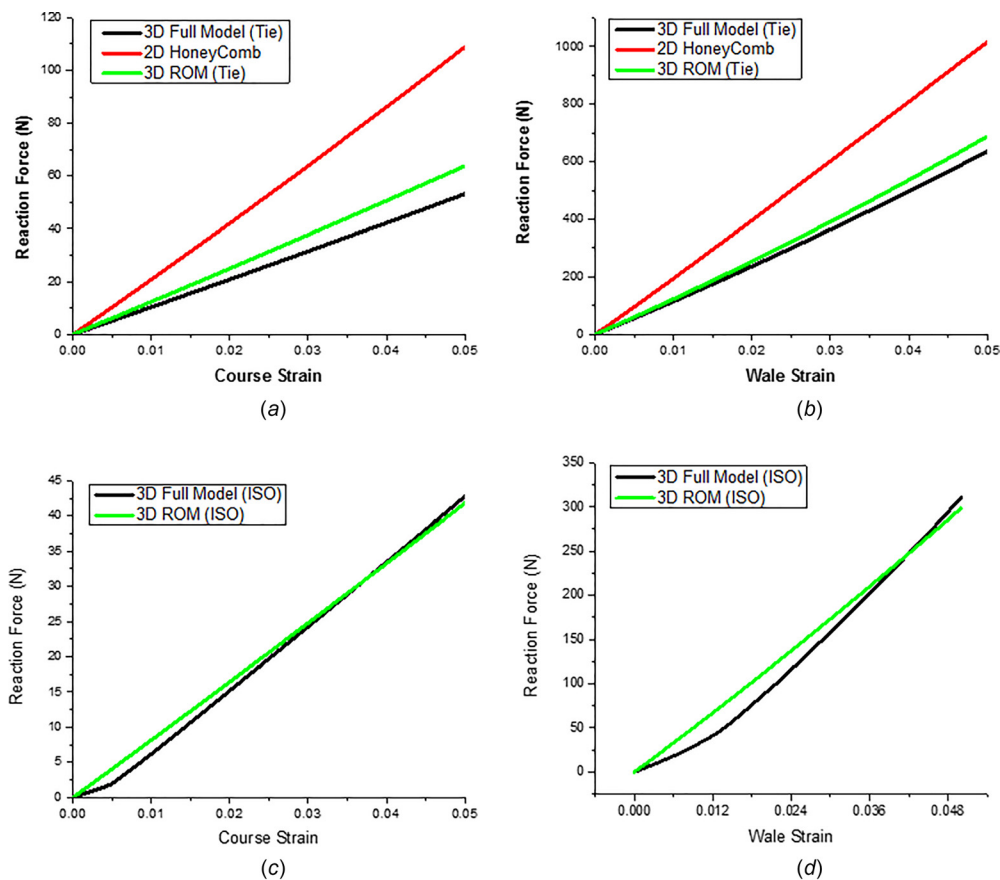 3D Full Model (Tie)
2D HoneyComb
3D ROM (Tie)
Reaction Force (N)
120
100
80
60
40
20
0
0.00 0.01 0.02 0.03 0.04 0.05
Course Strain
(a)
3D Full Model (Tie)
2D HoneyComb
3D ROM (Tie)
Reaction Force (N)
1000
800
600
400
200
0
0.00 0.01 0.02 0.03 0.04 0.05
Wale Strain
(b)
3D Full Model (ISO)
3D ROM (ISO)
Reaction Force (N)
45
40
35
30
25
20
15
10
5
0
0.00 0.01 0.02 0.03 0.04 0.05
Course Strain
(c)
3D Full Model (ISO)
3D ROM (ISO)
Reaction Force (N)
350
300
250
200
150
100
50
0
0.000 0.012 0.024 0.036 0.048
Wale Strain
(d)